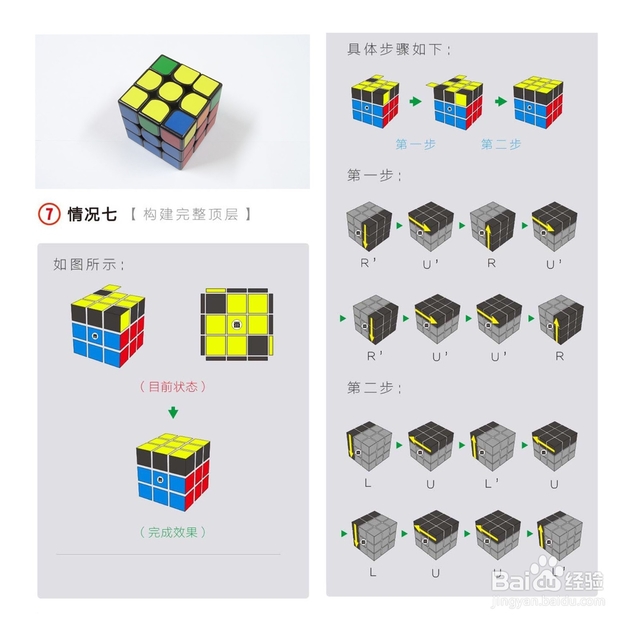 ⑦ 情况七 【构建完整顶层】
如图所示:
(目前状态)
(完成效果)
具体步骤如下:
第一步 第二步
第一步:
R' U' R U'
R' U' U' R
第二步:
L U L' U
L U U L'
Baidu 经验
jingyan.baidu.com